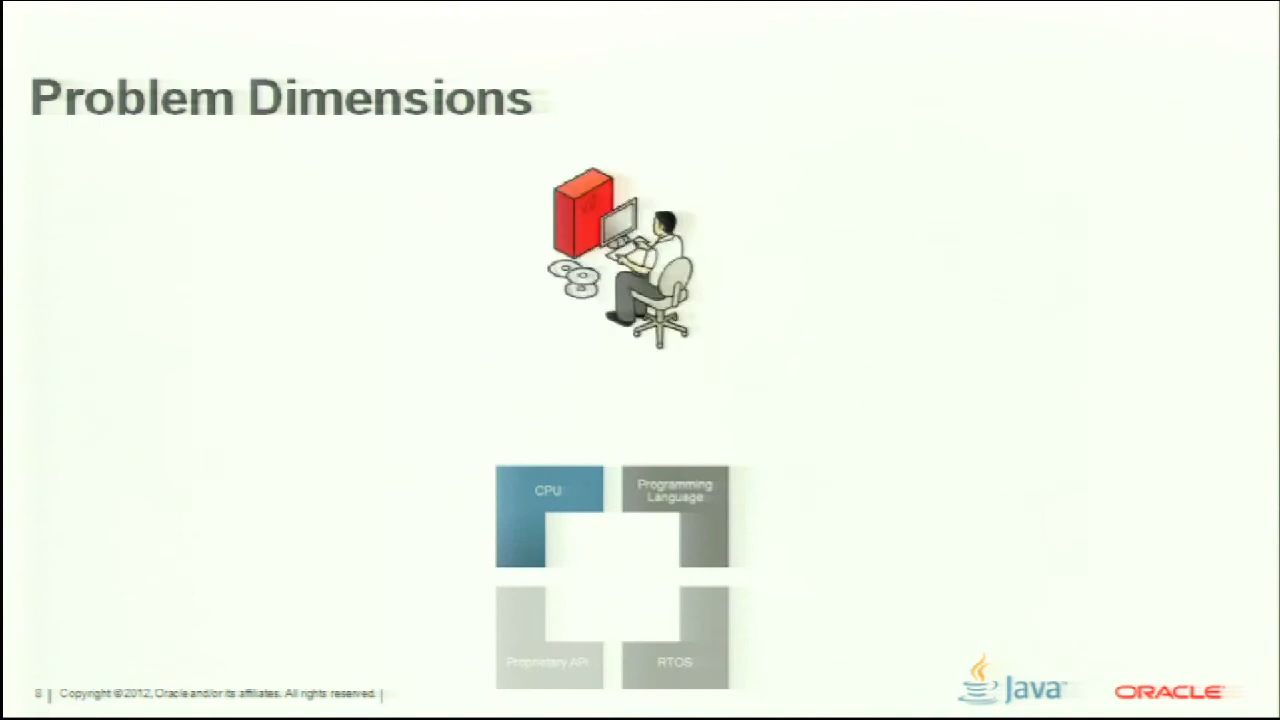 Problem Dimensions
CPU
Programming
Language
Proprietary API
RTOS
8 | Copyright © 2012, Oracle and/or its affiliates. All rights reserved. |
Java
ORACLE